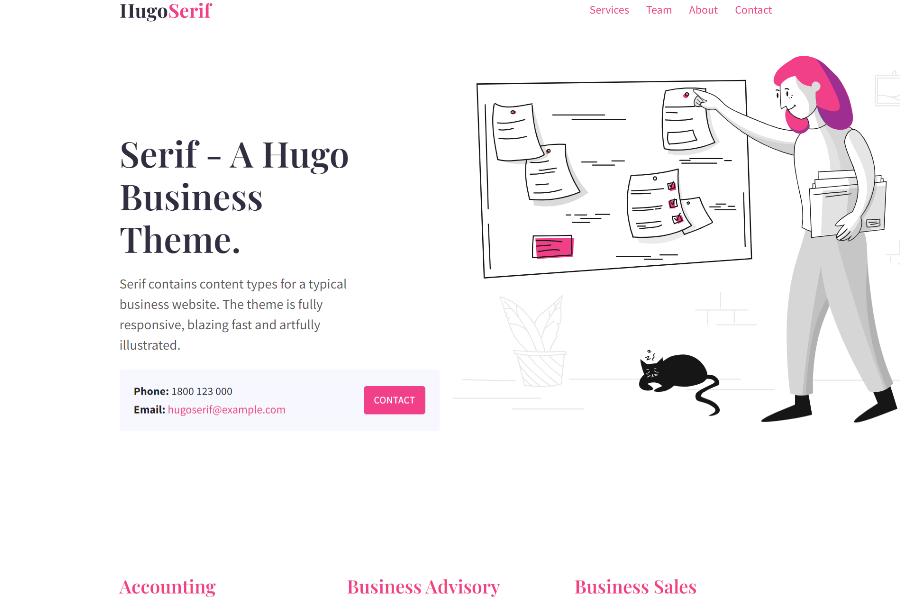 HugoSerif
Services Team About Contact
Serif - A Hugo
Business
Theme.
Serif contains content types for a typical
business website. The theme is fully
responsive, blazing fast and artfully
illustrated.
Phone: 1800 123 000
Email: hugoserif@example.com
CONTACT
Accounting
Business Advisory
Business Sales